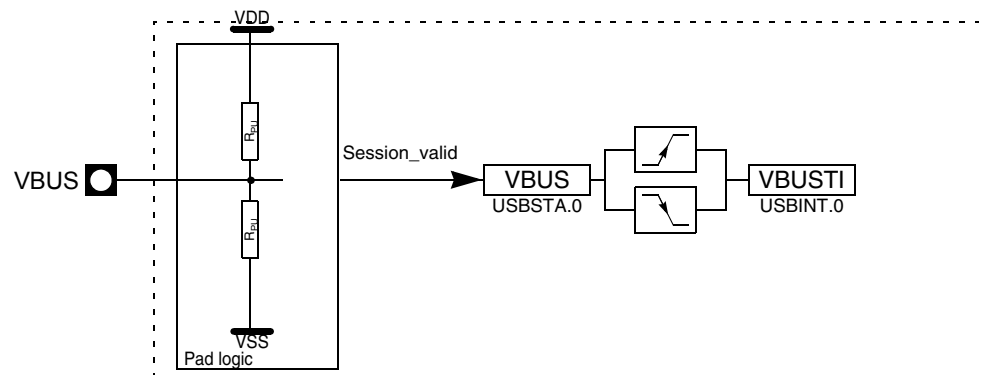 VDD
RPU
Session_valid
VBUS
VBUS
VBUSTI
USBSTA.0
USBINT.0
RPU
VSS
Pad logic